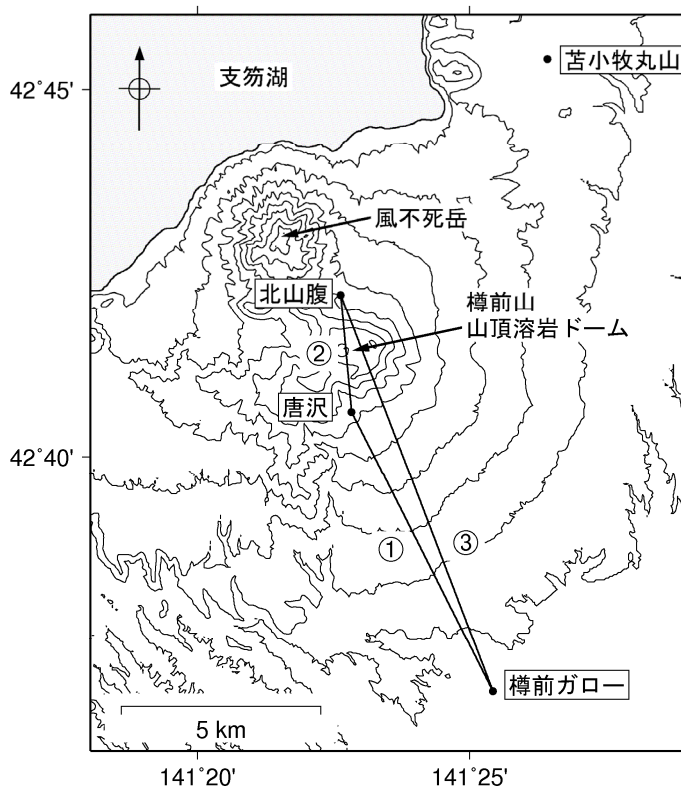 苫小牧丸山
42˚45'
支笏湖
風不死岳
北山腹
樽前山
山頂溶岩ドーム
②
唐沢
42˚40'
①
③
樽前ガロー
5 km
141˚20'
141˚25'